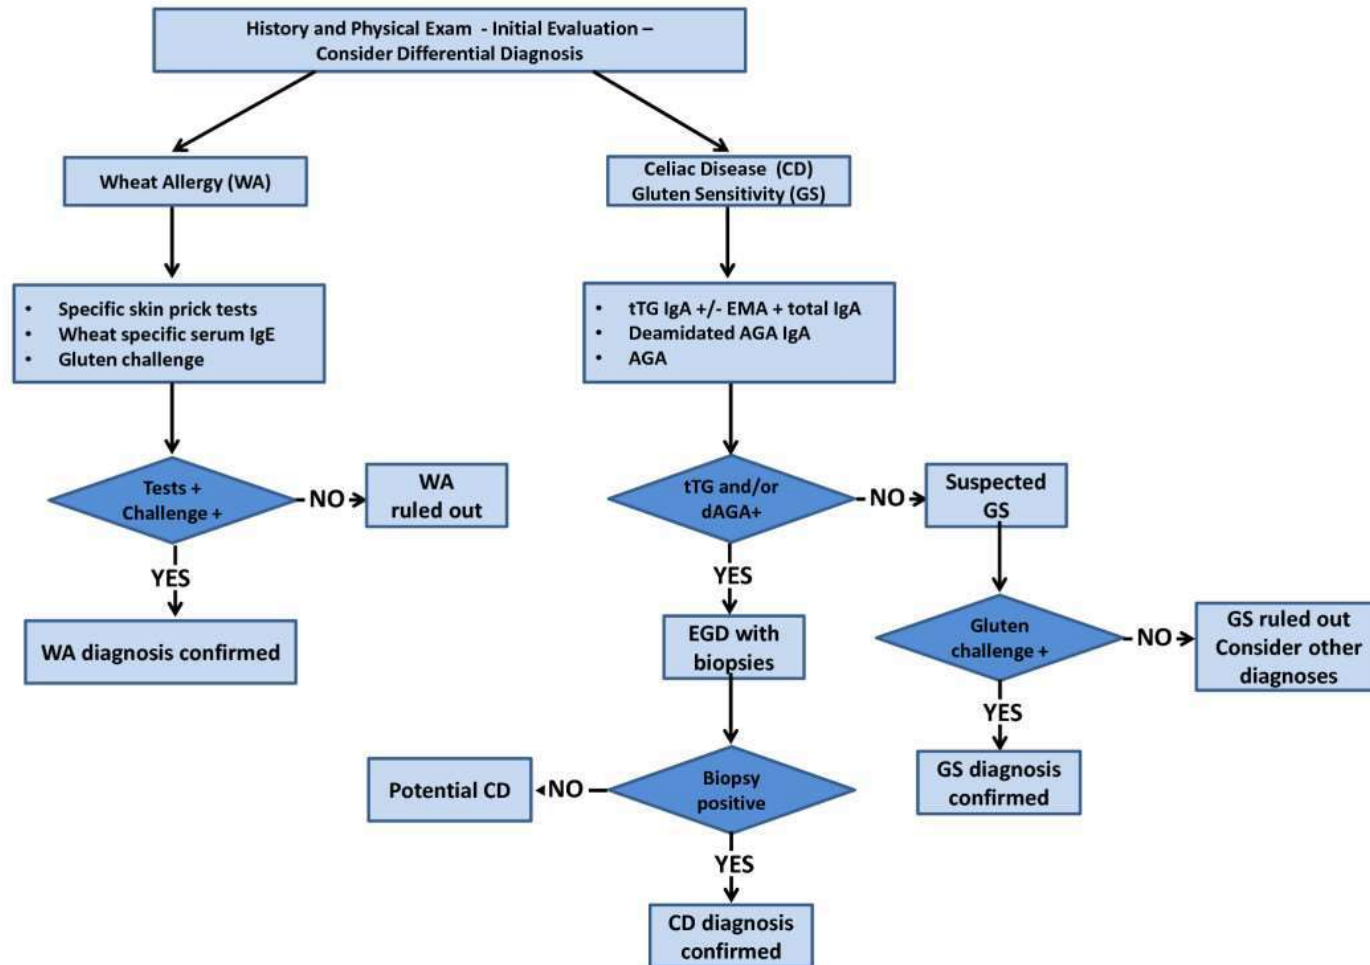 History and Physical Exam  - Initial Evaluation –
Consider Differential Diagnosis
Wheat Allergy (WA)
Celiac Disease  (CD)
Gluten Sensitivity (GS)
• Specific skin prick tests
• Wheat specific serum IgE
• Gluten challenge
• tTG IgA +/- EMA + total IgA
• Deamidated AGA IgA
• AGA
Tests +
Challenge +
NO
WA
ruled out
YES
WA diagnosis confirmed
tTG and/or
dAGA+
NO
Suspected
GS
YES
EGD with
biopsies
Gluten
challenge +
NO
GS ruled out
Consider other
diagnoses
YES
GS diagnosis
confirmed
Biopsy
positive
NO
Potential CD
YES
CD diagnosis
confirmed